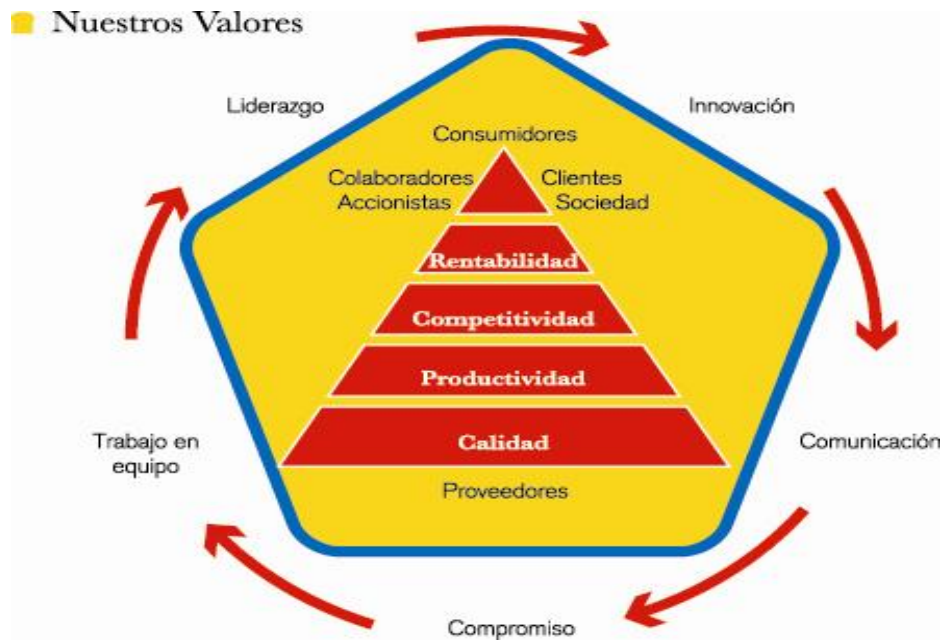 Nuestros Valores
Liderazgo
Innovación
Consumidores
Colaboradores
Accionistas
Clientes
Sociedad
Rentabilidad
Competitividad
Productividad
Calidad
Trabajo en
equipo
Comunicación
Proveedores
Compromiso